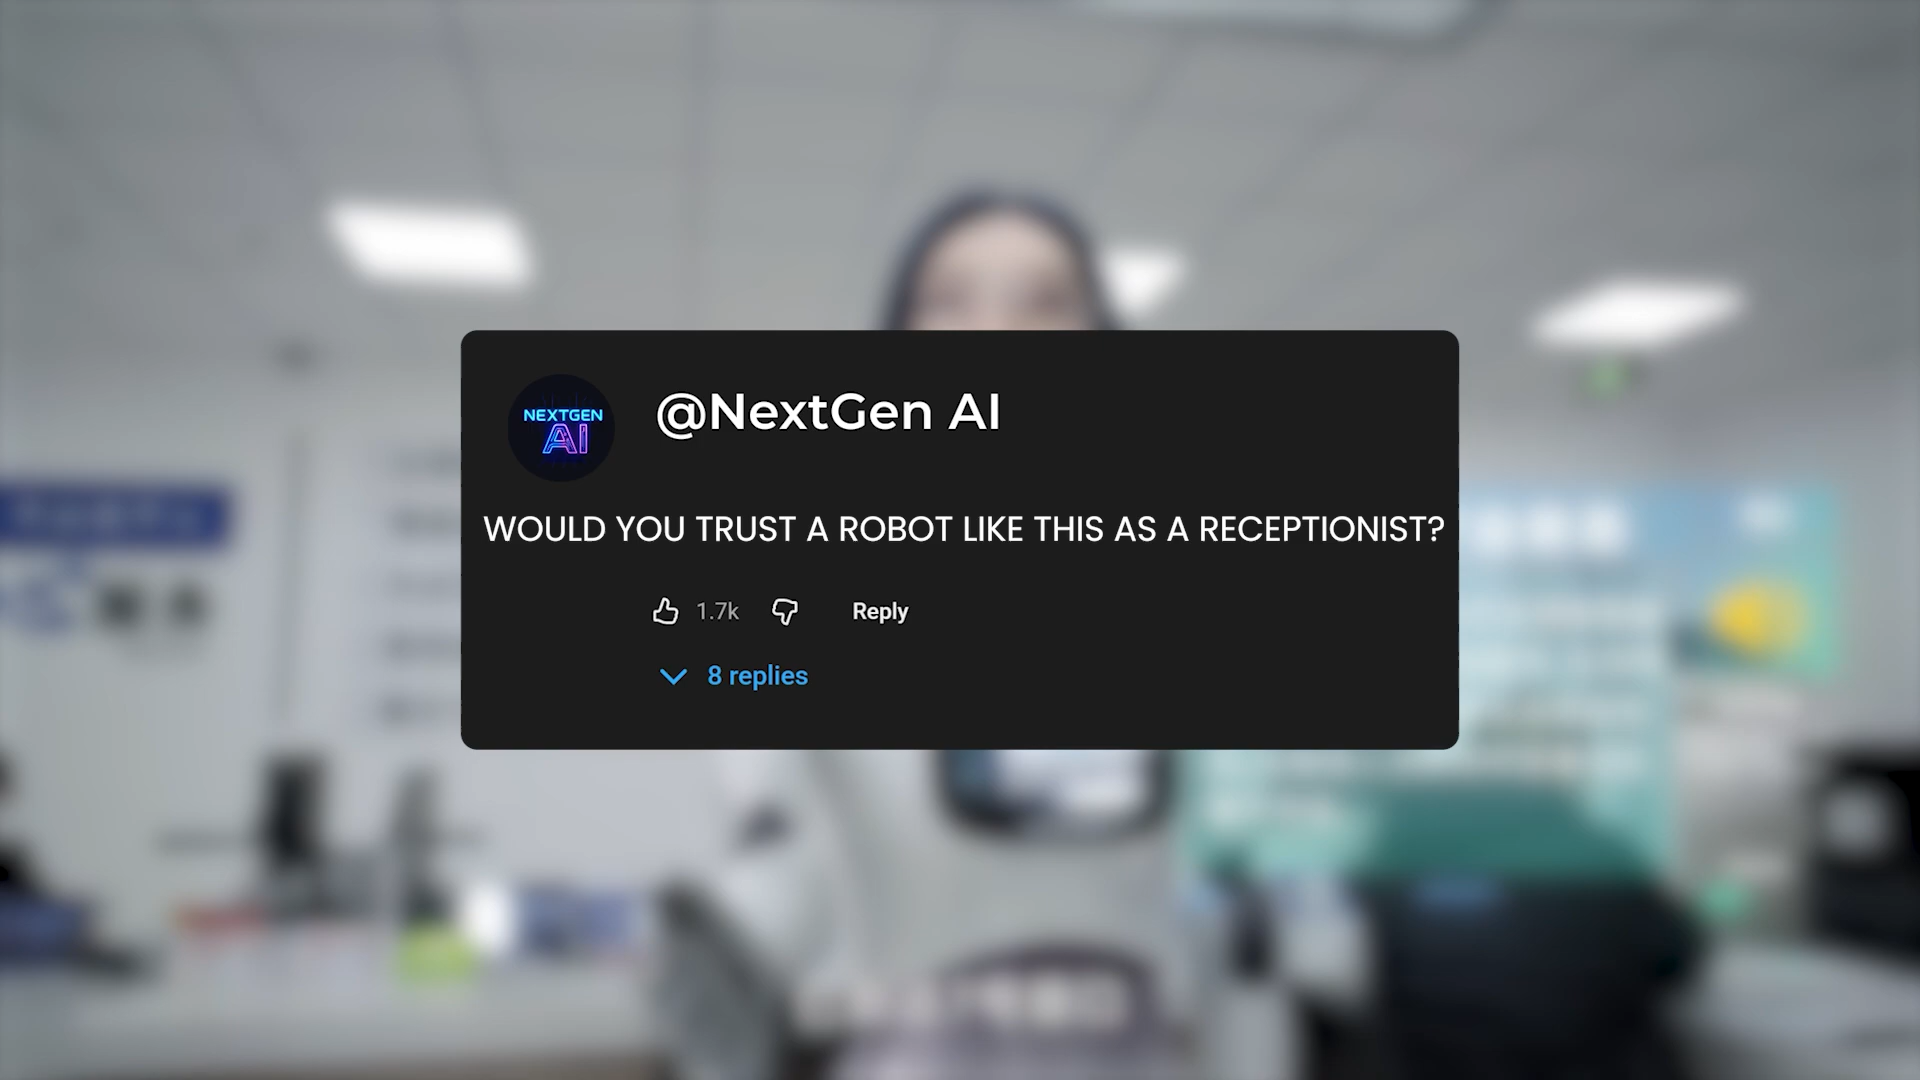 NEXTGEN
AI
@NextGen AI
WOULD YOU TRUST A ROBOT LIKE THIS AS A RECEPTIONIST?
1.7k
Reply
8 replies